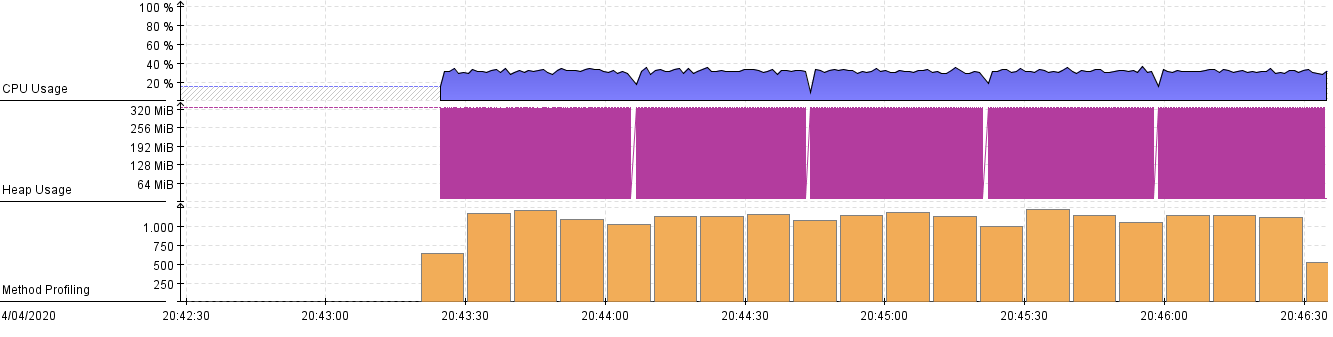 100 %
80 %
60 %
40 %
20 %
CPU Usage
320 MiB
256 MiB
192 MiB
128 MiB
64 MiB
Heap Usage
1.000
750
500
250
Method Profiling
4/04/2020
20:42:30 20:43:00 20:43:30 20:44:00 20:44:30 20:45:00 20:45:30 20:46:00 20:46:30